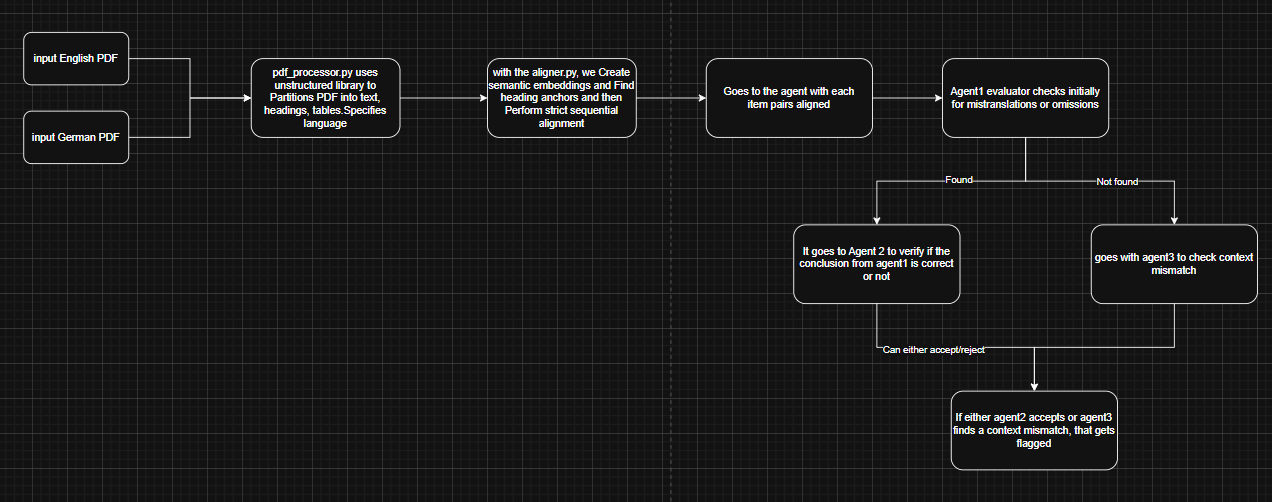 input English PDF
input German PDF
pdf_processor.py uses
unstructured library to
Partitions PDF into text,
headings, tables.Specifies
language
with the aligner.py, we Create
semantic embeddings and Find
heading anchors and then
Perform strict sequential
alignment
Goes to the agent with each
item pairs aligned
Agent1 evaluator checks initially
for mistranslations or omissions
Found
Not found
It goes to Agent 2 to verify if the
conclusion from agent1 is correct
or not
goes with agent3 to check context
mismatch
Can either accept/reject
If either agent2 accepts or agent3
finds a context mismatch, that gets
flagged